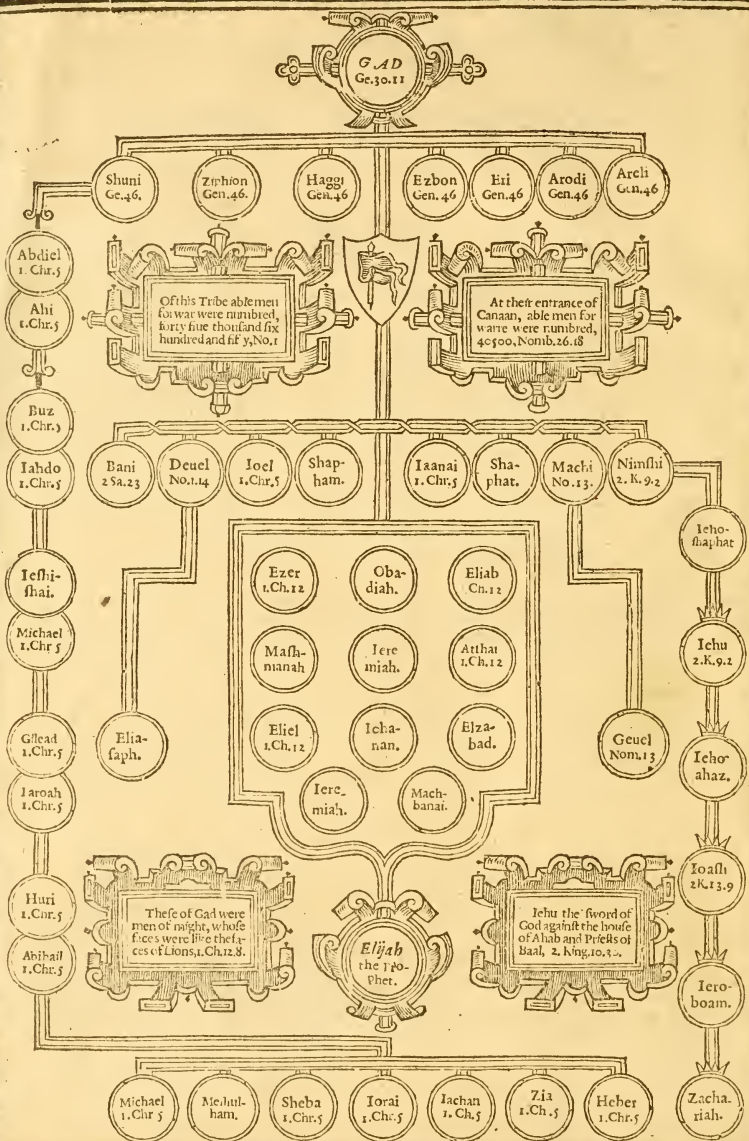 GAD
Ge.30.11
Shuni
Ge.46.
Ziphion
Gen.46.
Haggi
Gen.46
Ezbon
Gen.46
Eri
Gen.46
Arodi
Gen.46
Areli
Gen.46
Abdiel
1.Chr.5
Ahi
1.Chr.5
Of this Tribe able men
for war were numbred,
forty fiue thousand six
hundred and fif y, No.1
At their entrance of
Canaan, able men for
warre were numbred,
40500, Nomb.26.18
Buz
1.Chr.5
Iahdo
1.Chr.5
Bani
2 Sa.23
Deuel
No.1.14
Ioel
1.Chr.5
Shap-
ham.
Iaanai
1.Chr.5
Sha-
phat.
Machi
No.13.
Nimshi
2.K.9.2
Ieho-
shaphat
Ieshi-
shai.
Ezer
1.Ch.12
Oba-
diah.
Eliab
Ch.12
Michael
1.Chr 5
Mash-
manah
Iere
miah.
Atthai
1.Ch.12
Iehu
2.K.9.2
Gilead
1.Chr.5
Elia-
saph.
Eliel
1.Ch.12
Ioha-
nan.
Elza-
bad.
Geuel
Nom.13
Ieho-
ahaz.
Iaroah
1.Chr.5
Iere-
miah.
Mach-
banai.
Huri
1.Chr.5
Abihail
1.Chr.5
These of Gad were
men of might, whose
faces were like the fa-
ces of Lions, 1.Ch.12.8.
Elijah
the Pro-
phet.
Iehu the sword of
God against the house
of Ahab and Priests of
Baal, 2. King.10.30.
Ioash
2K.13.9
Iero-
boam.
Michael
1.Chr 5
Meshul-
ham.
Sheba
1.Chr.5
Iorai
1.Chr.5
Iachan
1.Ch.5
Zia
1.Ch.5
Heber
1.Chr.5
Zacha-
riah.